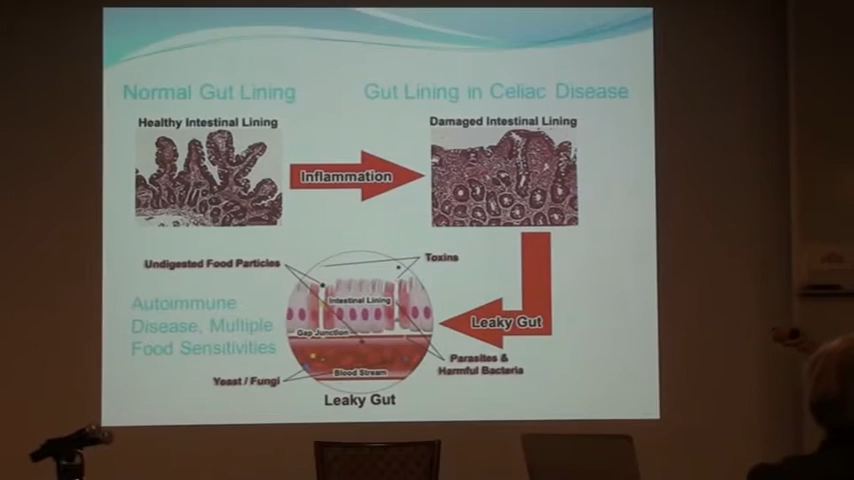 Normal Gut Lining
Gut Lining in Celiac Disease
Healthy Intestinal Lining
Damaged Intestinal Lining
Inflammation
Undigested Food Particles
Toxins
Intestinal Lining
Autoimmune
Disease, Multiple
Food Sensitivities
Gap Junction
Leaky Gut
Parasites &
Harmful Bacteria
Blood Stream
Yeast / Fungi
Leaky Gut